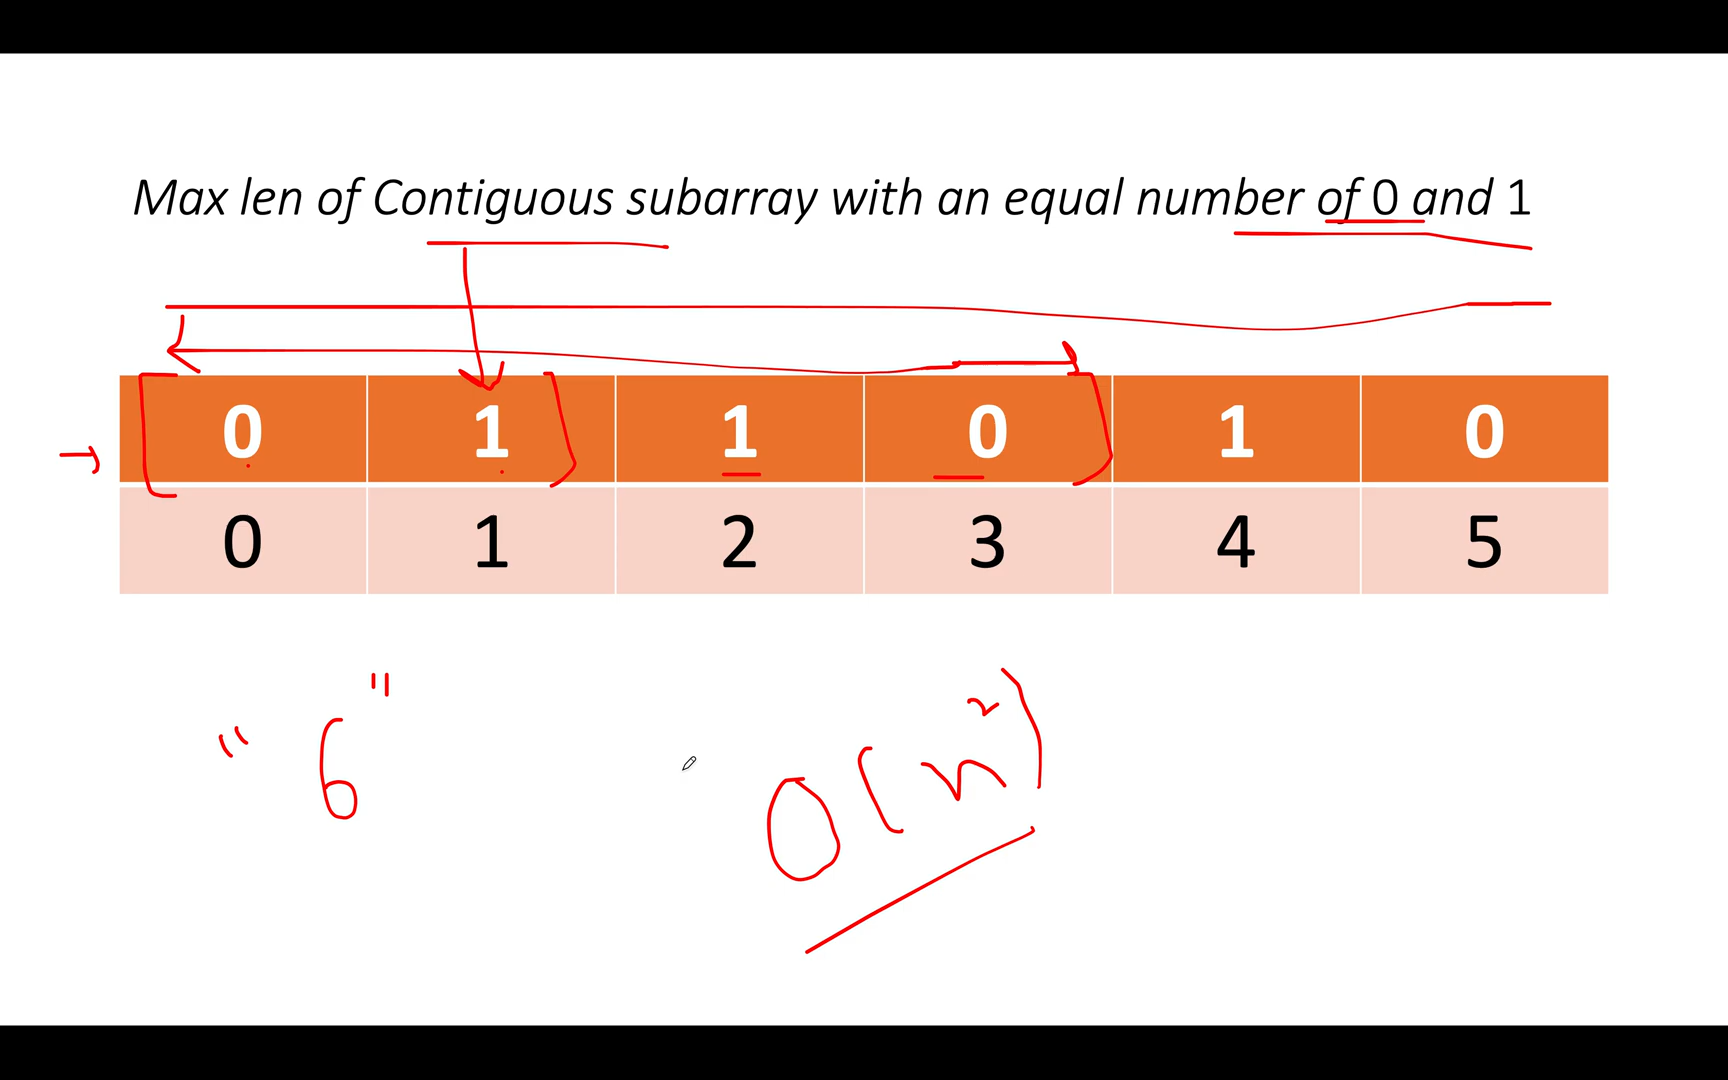 Max len of Contiguous subarray with an equal number of 0 and 1
0 1 1 0 1 0
0 1 2 3 4 5
" 6 "
O(n²)